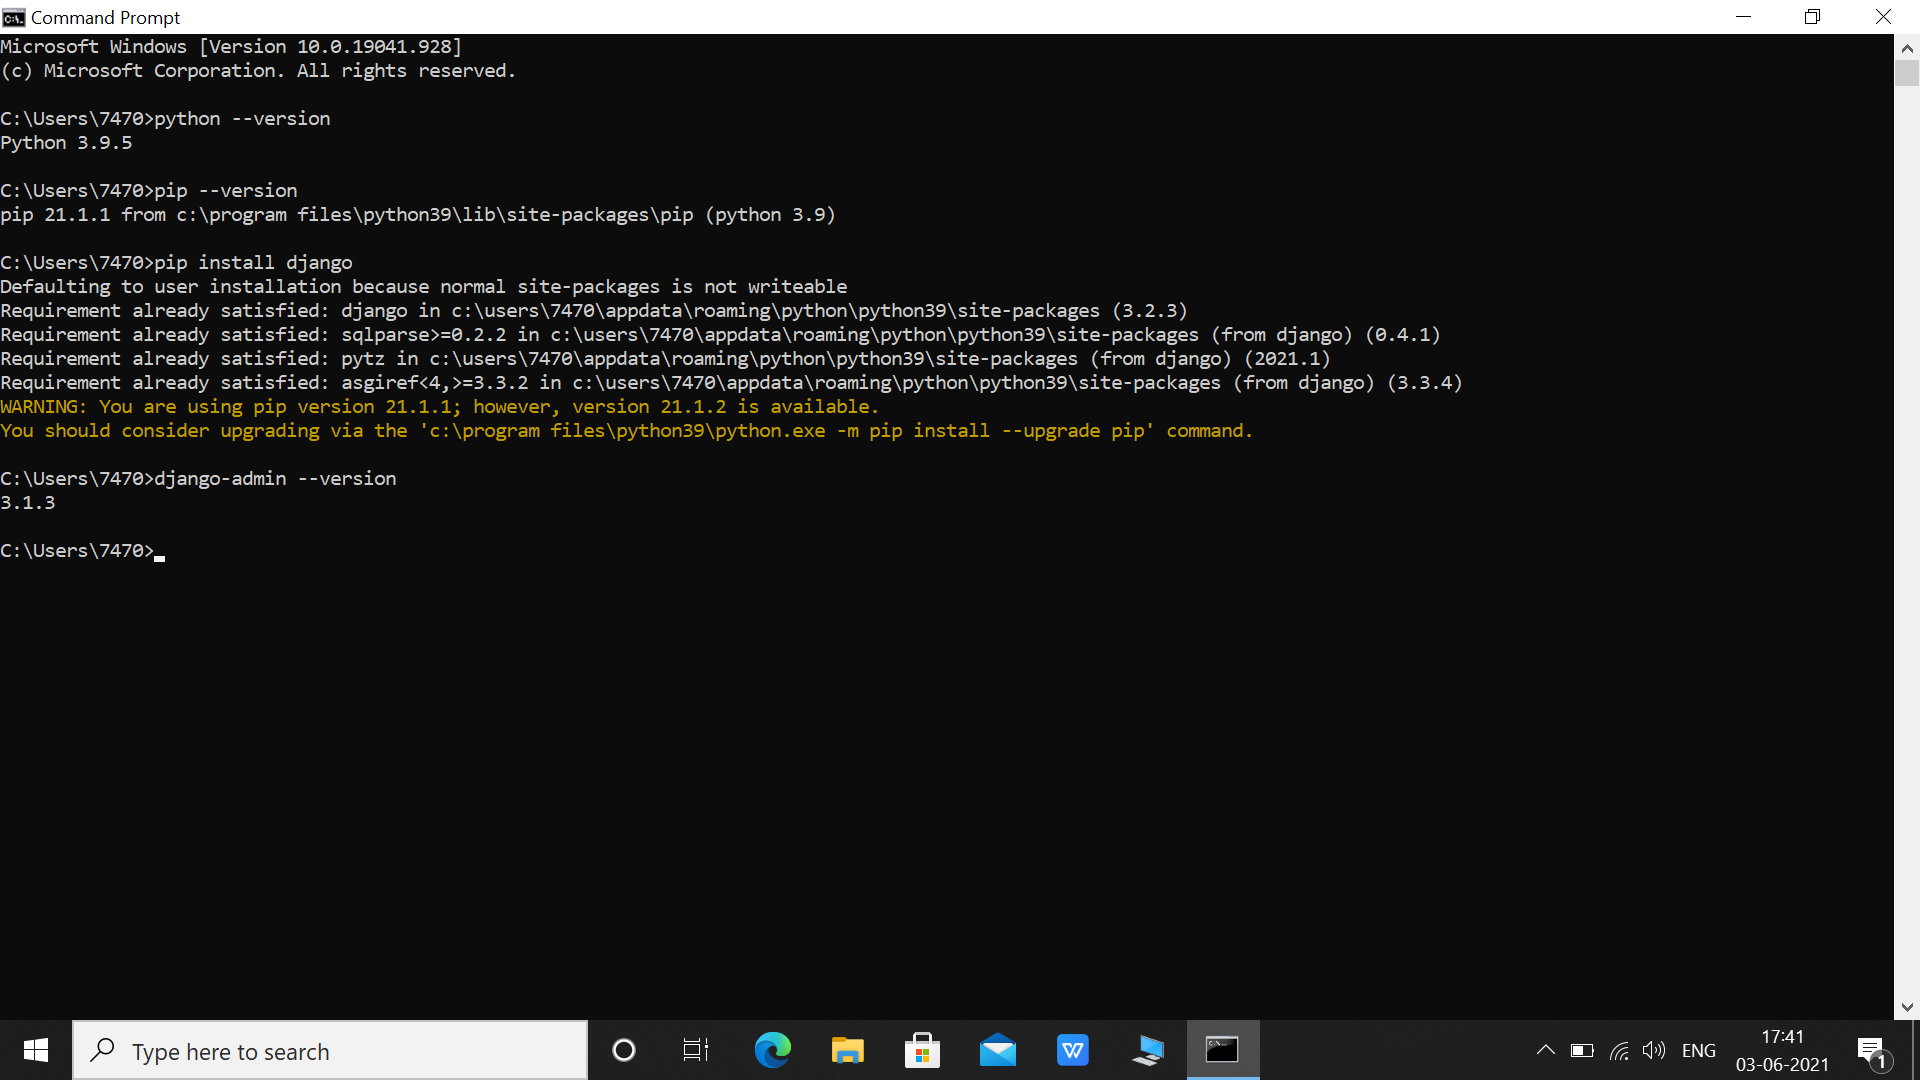 Command Prompt
Microsoft Windows [Version 10.0.19041.928]
(c) Microsoft Corporation. All rights reserved.
C:\Users\7470>python --version
Python 3.9.5
C:\Users\7470>pip --version
pip 21.1.1 from c:\program files\python39\lib\site-packages\pip (python 3.9)
C:\Users\7470>pip install django
Defaulting to user installation because normal site-packages is not writeable
Requirement already satisfied: django in c:\users\7470\appdata\roaming\python\python39\site-packages (3.2.3)
Requirement already satisfied: sqlparse>=0.2.2 in c:\users\7470\appdata\roaming\python\python39\site-packages (from django) (0.4.1)
Requirement already satisfied: pytz in c:\users\7470\appdata\roaming\python\python39\site-packages (from django) (2021.1)
Requirement already satisfied: asgiref<4,>=3.3.2 in c:\users\7470\appdata\roaming\python\python39\site-packages (from django) (3.3.4)
WARNING: You are using pip version 21.1.1; however, version 21.1.2 is available.
You should consider upgrading via the 'c:\program files\python39\python.exe -m pip install --upgrade pip' command.
C:\Users\7470>django-admin --version
3.1.3
C:\Users\7470>
Type here to search
ENG
17:41
03-06-2021
1